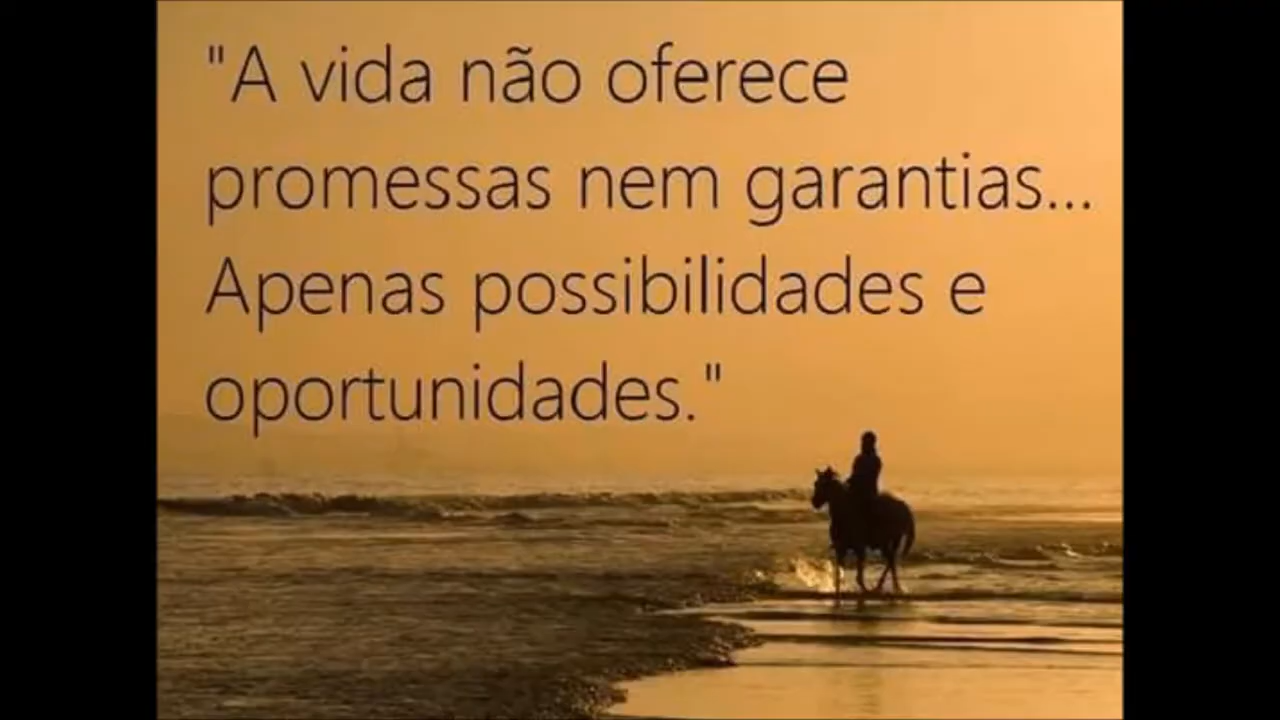 "A vida não oferece
promessas nem garantias...
Apenas possibilidades e
oportunidades."